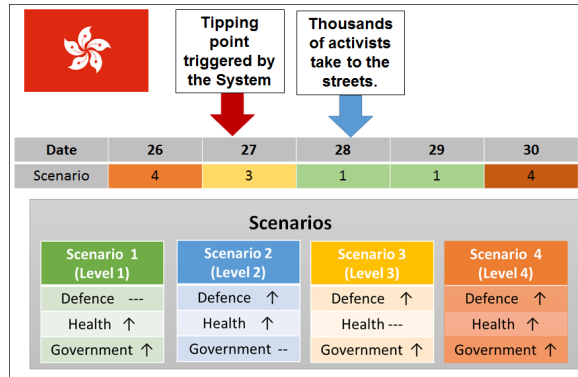 Tipping
point
triggered by
the System
Thousands
of activists
take to the
streets.
Date 26 27 28 29 30
Scenario 4 3 1 1 4
Scenarios
Scenario 1
(Level 1)
Scenario 2
(Level 2)
Scenario 3
(Level 3)
Scenario 4
(Level 4)
Defence --- Defence ↑ Defence ↑ Defence ↑
Health ↑ Health ↑ Health --- Health ↑
Government ↑ Government -- Government ↑ Government ↑